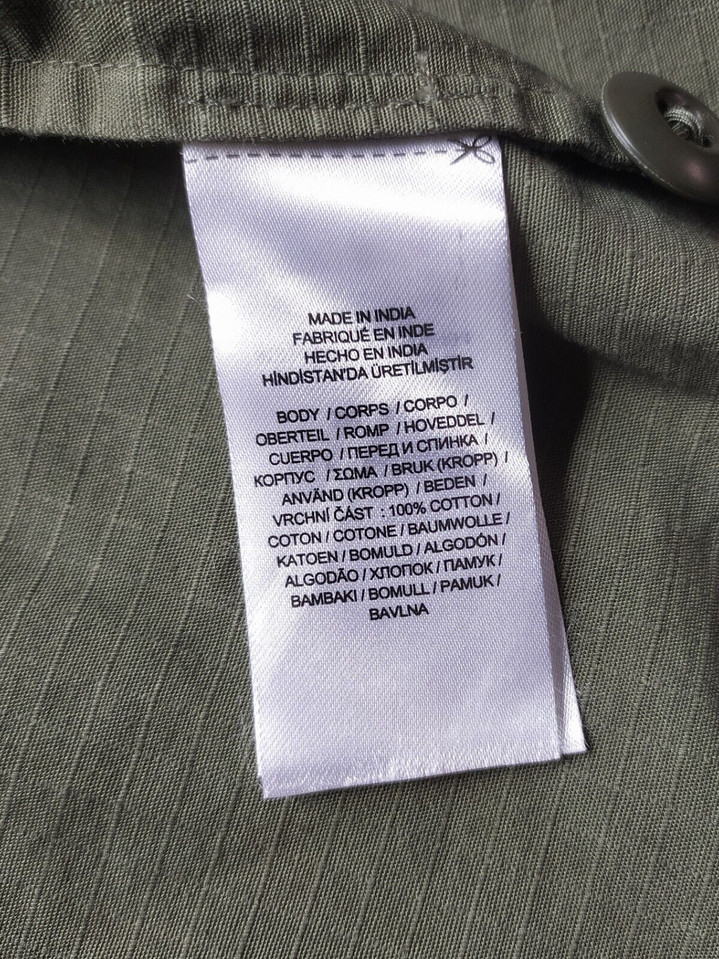 MADE IN INDIA
FABRIQUÉ EN INDE
HECHO EN INDIA
HİNDİSTAN'DA ÜRETİLMİŞTİR
BODY / CORPS / CORPO /
OBERTEIL / ROMP / HOVEDDEL /
CUERPO / ПЕРЕД И СПИНКА /
КОРПУС / ΣΩΜΑ / BRUK (KROPP) /
ANVÄND (KROPP) / BEDEN /
VRCHNÍ ČÁST : 100% COTTON /
COTON / COTONE / BAUMWOLLE /
KATOEN / BOMULD / ALGODÓN /
ALGODÃO / ХЛОПОК / ПАМУК /
ΒΑΜΒΑΚΙ / BOMULL / PAMUK /
BAVLNA